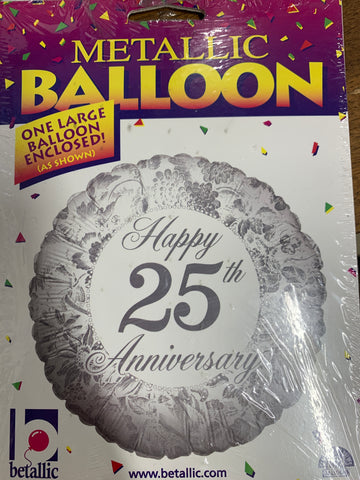 METALLIC
BALLOON
ONE LARGE
BALLOON
ENCLOSED!
(AS SHOWN)
Happy
25th
Anniversary
betallic
www.betallic.com